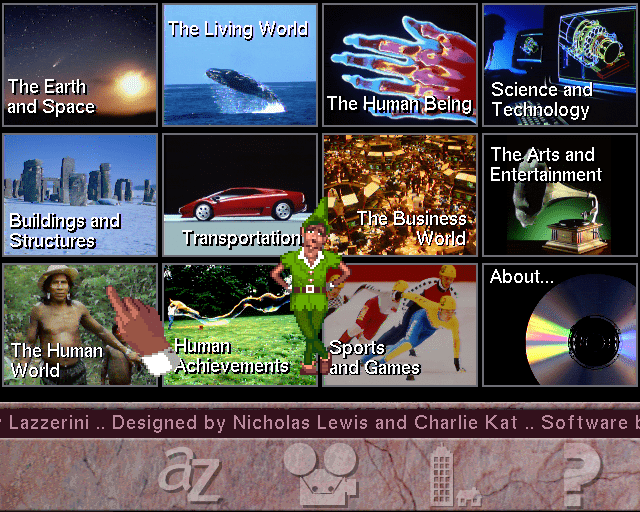 The Earth
and Space
The Living World
The Human Being
Science and
Technology
Buildings and
Structures
Transportation
The Business
World
The Arts and
Entertainment
The Human
World
Human
Achievements
Sports
and Games
About...
Lazzerini .. Designed by Nicholas Lewis and Charlie Kat .. Software
aZ
?